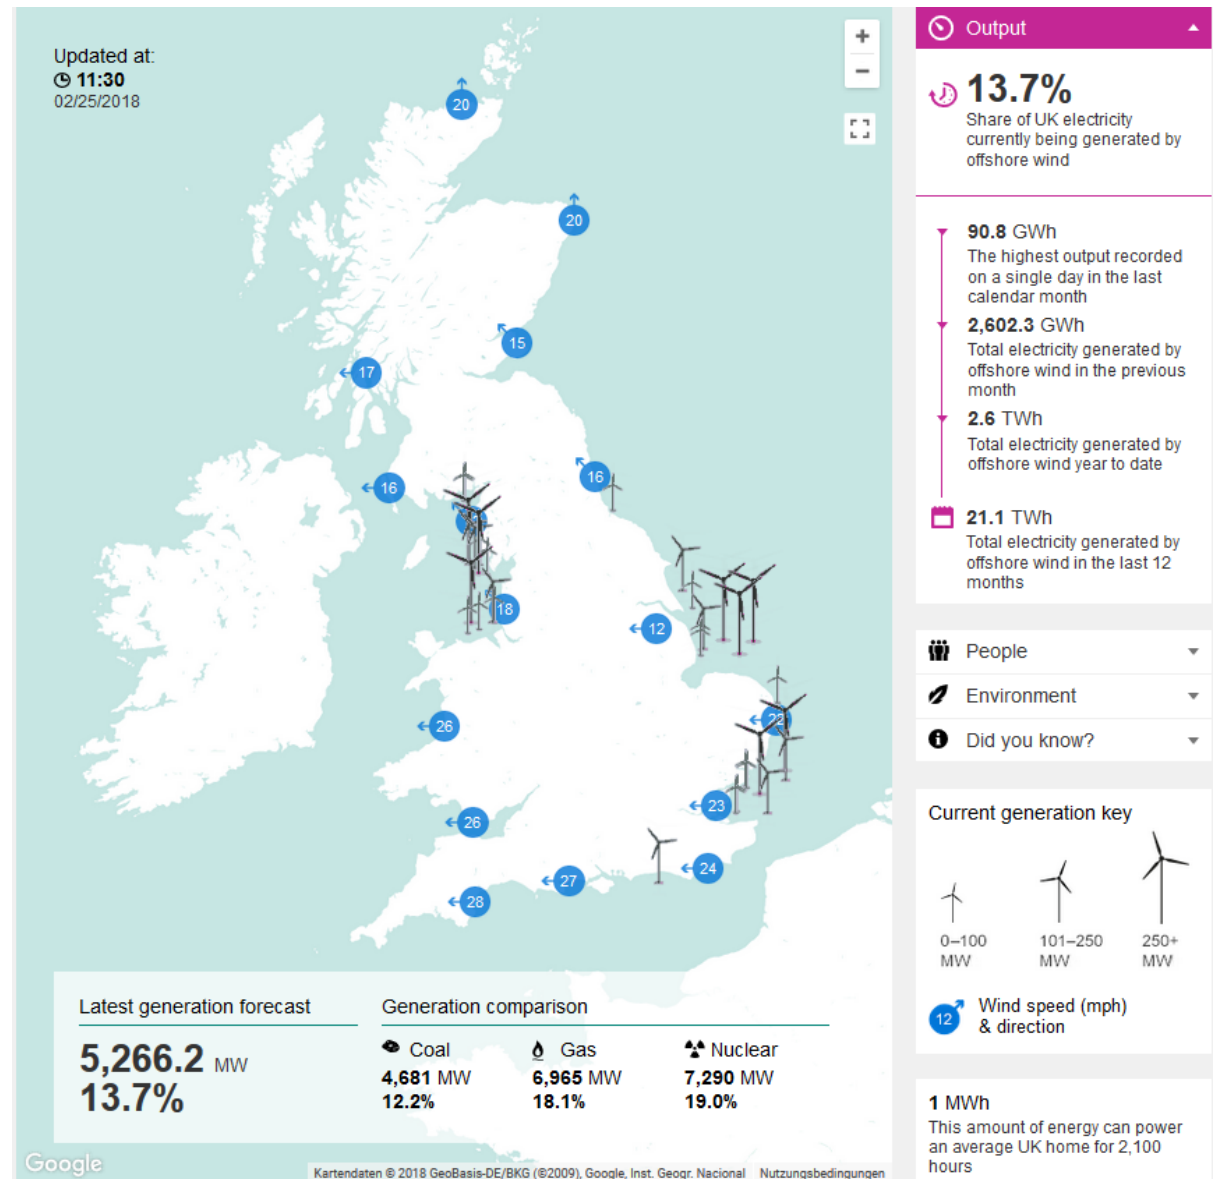 Updated at:
11:30
02/25/2018
20
20
15
17
16
16
18
12
26
22
23
26
24
27
28
Latest generation forecast
5,266.2 MW
13.7%
Generation comparison
Coal
4,681 MW
12.2%
Gas
6,965 MW
18.1%
Nuclear
7,290 MW
19.0%
Google
Kartendaten © 2018 GeoBasis-DE/BKG (©2009), Google, Inst. Geogr. Nacional Nutzungsbedingungen
Output
13.7%
Share of UK electricity
currently being generated by
offshore wind
90.8 GWh
The highest output recorded
on a single day in the last
calendar month
2,602.3 GWh
Total electricity generated by
offshore wind in the previous
month
2.6 TWh
Total electricity generated by
offshore wind year to date
21.1 TWh
Total electricity generated by
offshore wind in the last 12
months
People
Environment
Did you know?
Current generation key
0–100
MW
101–250
MW
250+
MW
12
Wind speed (mph)
& direction
1 MWh
This amount of energy can power
an average UK home for 2,100
hours